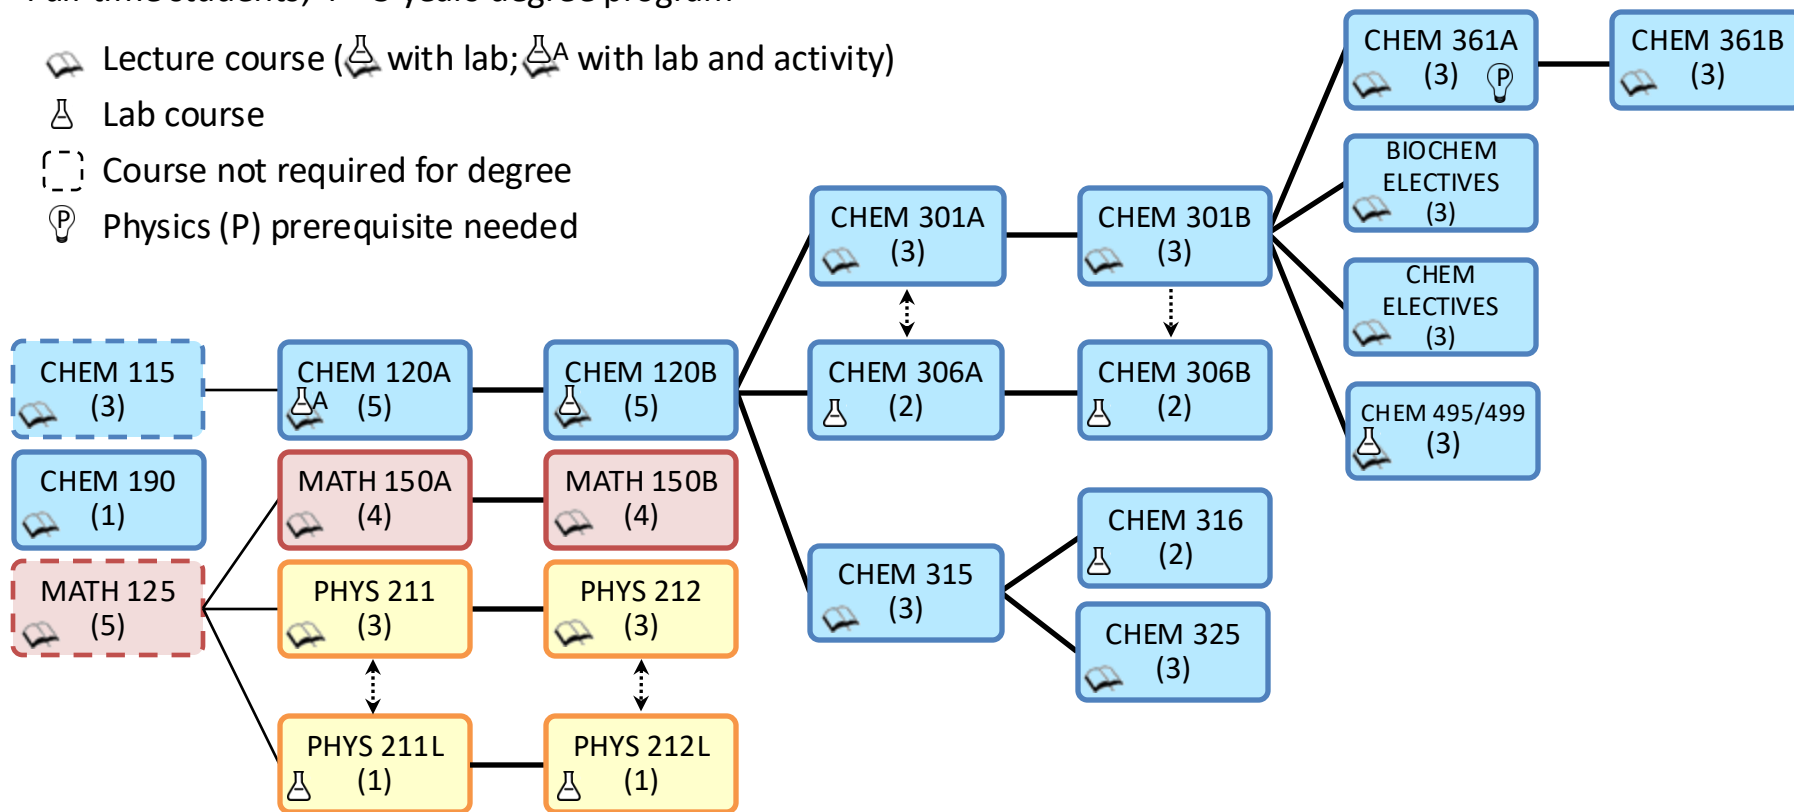 Lecture course ( with lab; A with lab and activity)
Lab course
Course not required for degree
P Physics (P) prerequisite needed
CHEM 361A
(3)
P
CHEM 361B
(3)
BIOCHEM
ELECTIVES
(3)
CHEM 301A
(3)
CHEM 301B
(3)
CHEM
ELECTIVES
(3)
CHEM 115
(3)
CHEM 120A
A (5)
CHEM 120B
(5)
CHEM 306A
(2)
CHEM 306B
(2)
CHEM 495/499
(3)
CHEM 190
(1)
MATH 150A
(4)
MATH 150B
(4)
CHEM 316
(2)
MATH 125
(5)
PHYS 211
(3)
PHYS 212
(3)
CHEM 315
(3)
CHEM 325
(3)
PHYS 211L
(1)
PHYS 212L
(1)